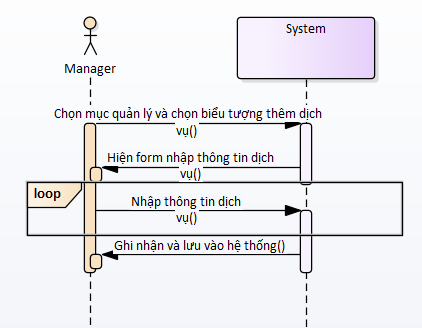 System
Manager
Chọn mục quản lý và chọn biểu tượng thêm dịch
vụ()
Hiện form nhập thông tin dịch
vụ()
loop
Nhập thông tin dịch
vụ()
Ghi nhận và lưu vào hệ thống()